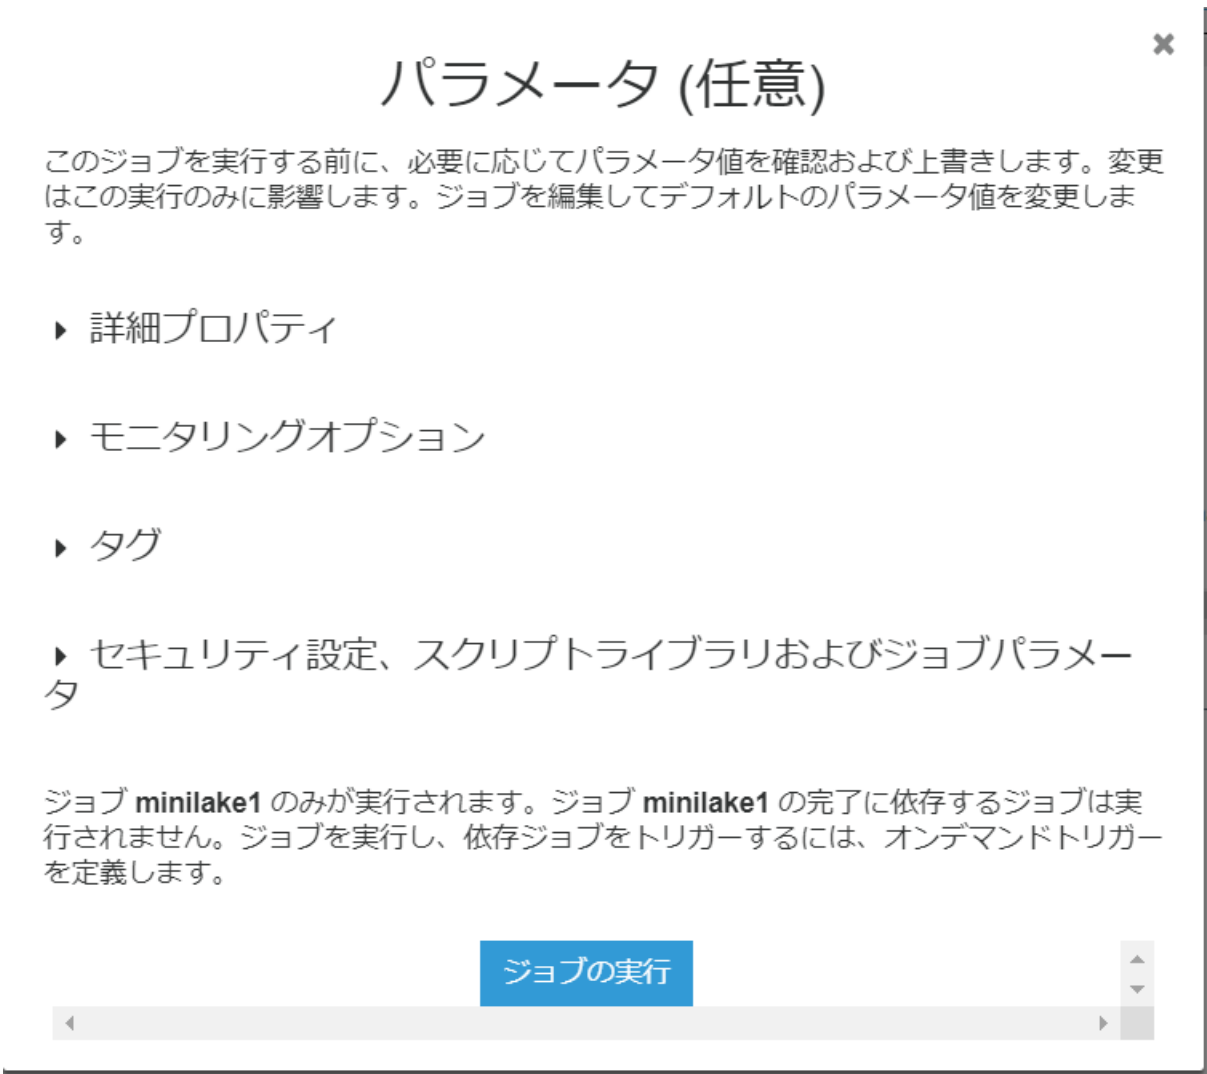 パラメータ (任意)
このジョブを実行する前に、必要に応じてパラメータ値を確認および上書きします。変更
はこの実行のみに影響します。ジョブを編集してデフォルトのパラメータ値を変更しま
す。
詳細プロパティ
モニタリングオプション
タグ
セキュリティ設定、スクリプトライブラリおよびジョブパラメー
タ
ジョブ minilake1 のみが実行されます。ジョブ minilake1 の完了に依存するジョブは実
行されません。ジョブを実行し、依存ジョブをトリガーするには、オンデマンドトリガー
を定義します。
ジョブの実行